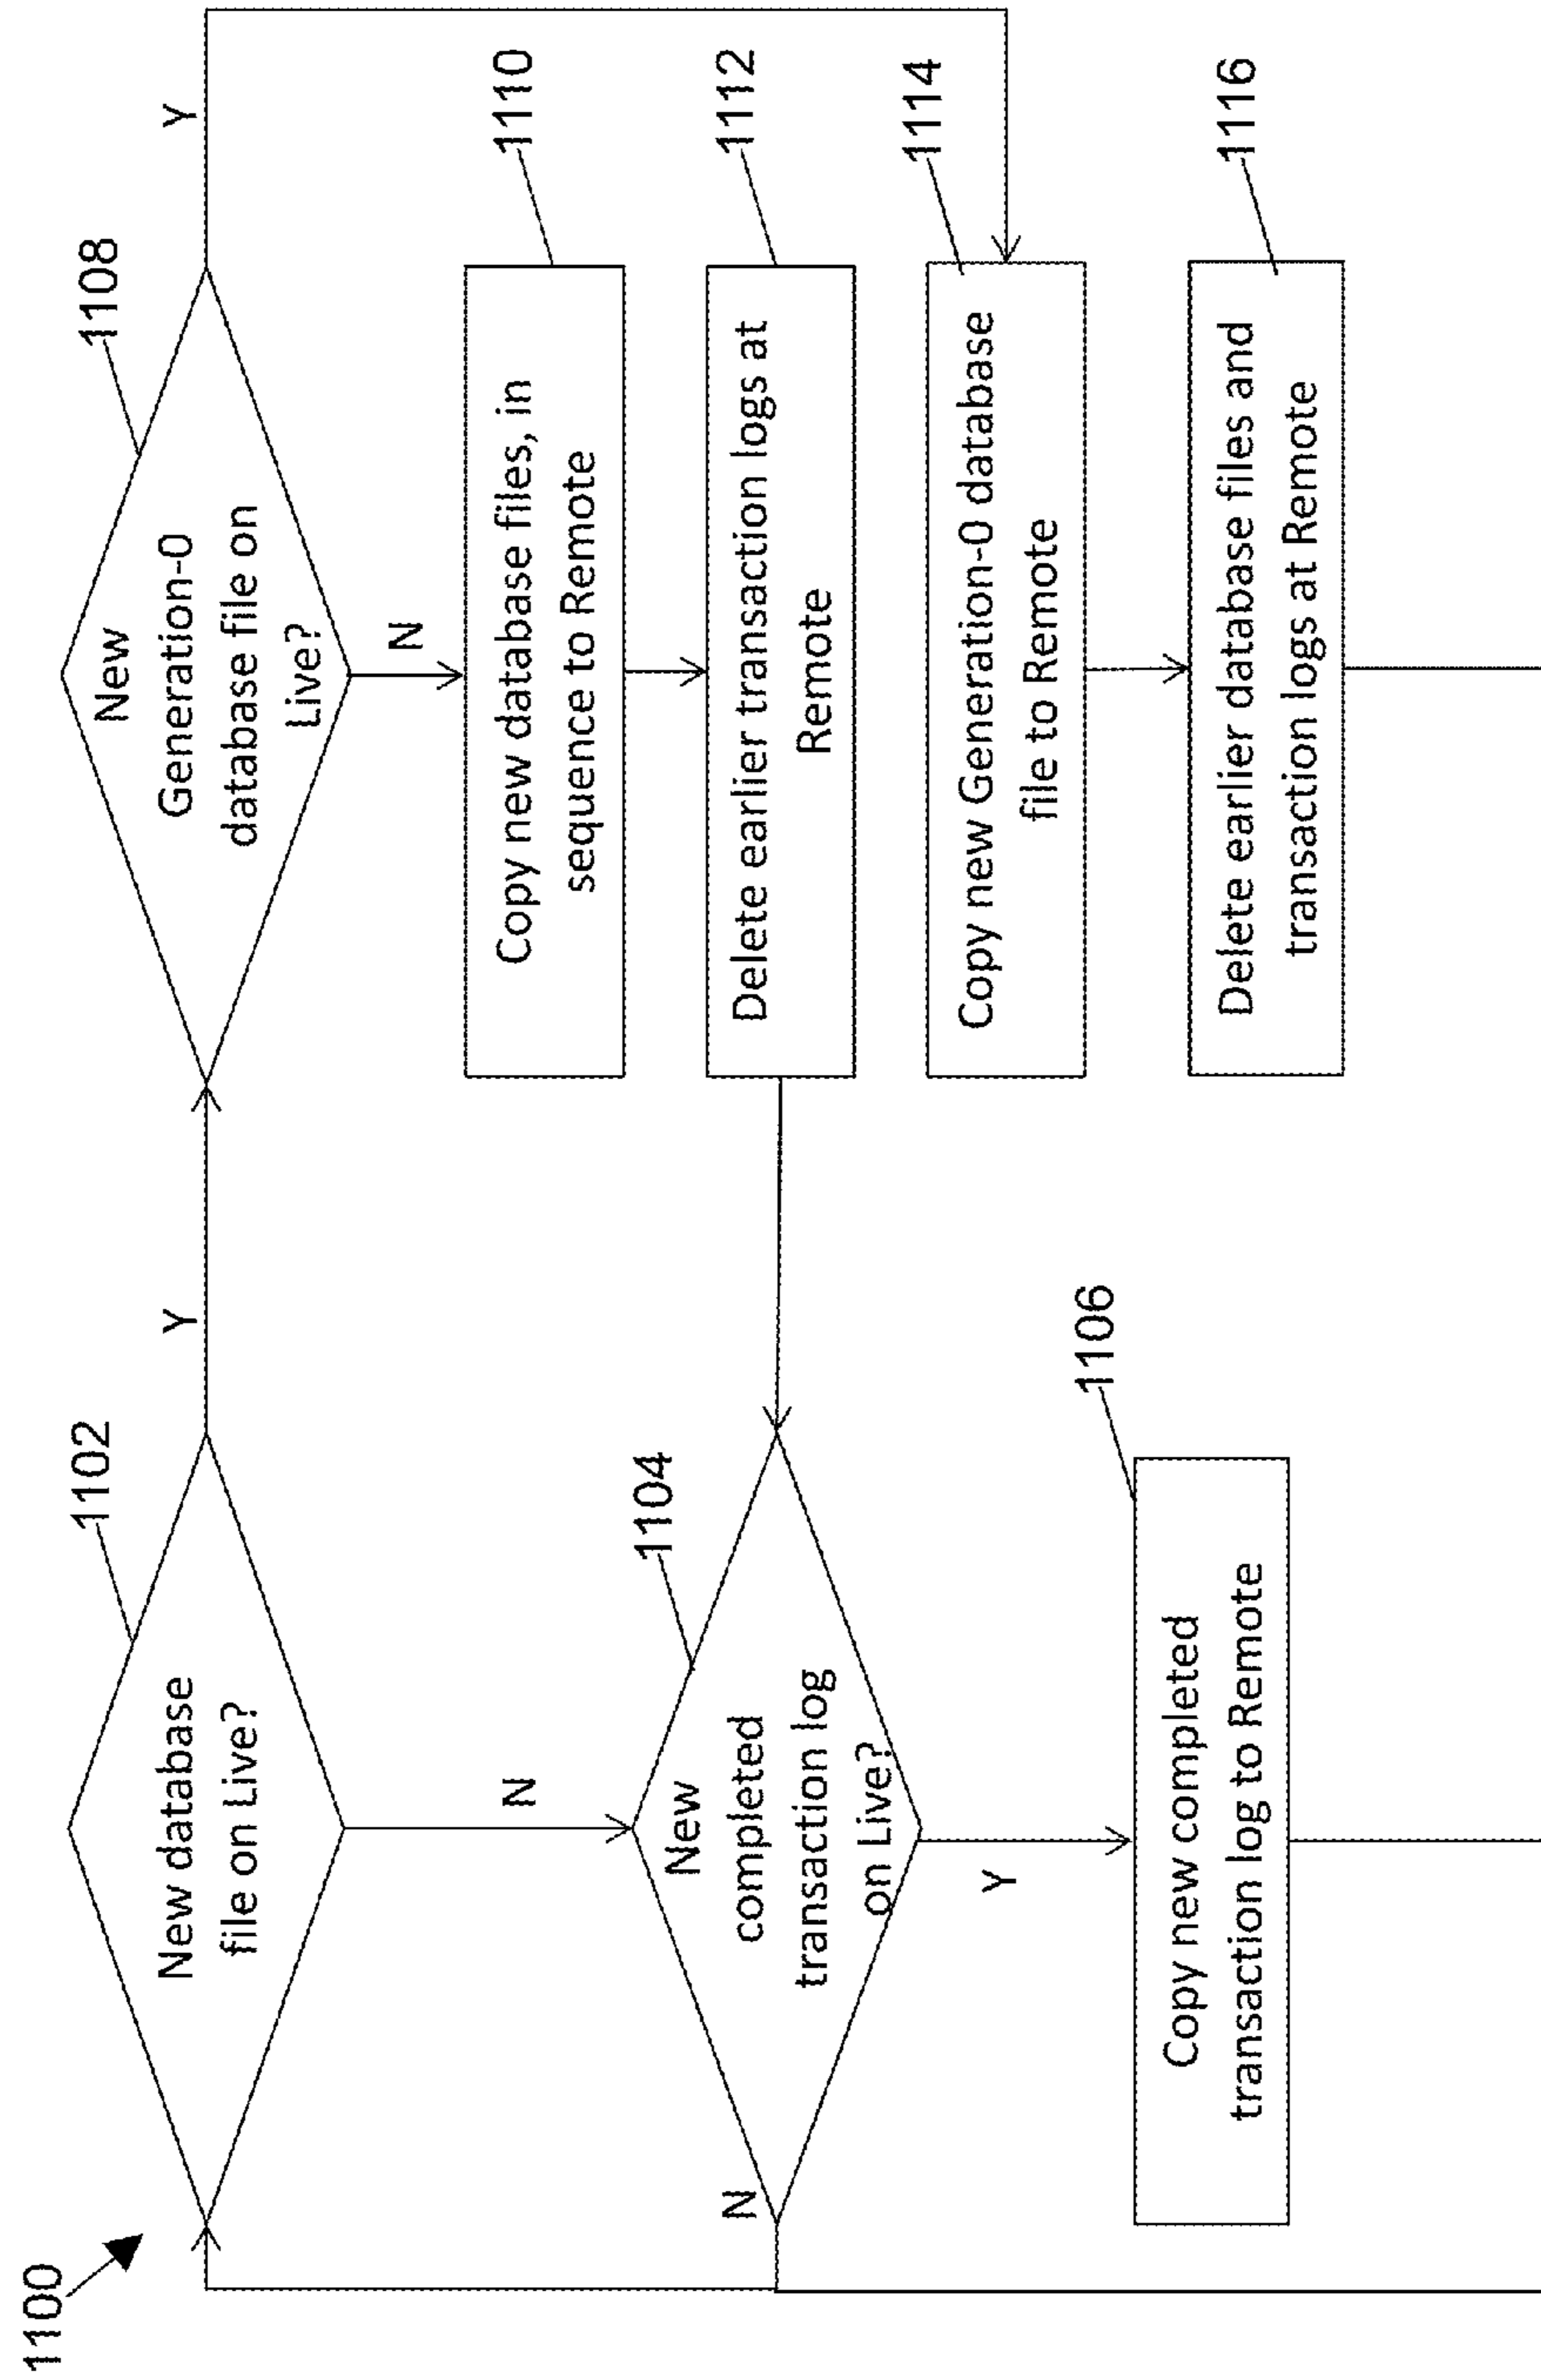 1100
1102
New database
file on Live?
Y
N
1104
New
completed
transaction log
on Live?
N
Y
1106
Copy new completed
transaction log to Remote
1108
New
Generation-0
database file on
Live?
Y
N
1110
Copy new database files, in
sequence to Remote
1112
Delete earlier transaction logs at
Remote
1114
Copy new Generation-0 database
file to Remote
1116
Delete earlier database files and
transaction logs at Remote